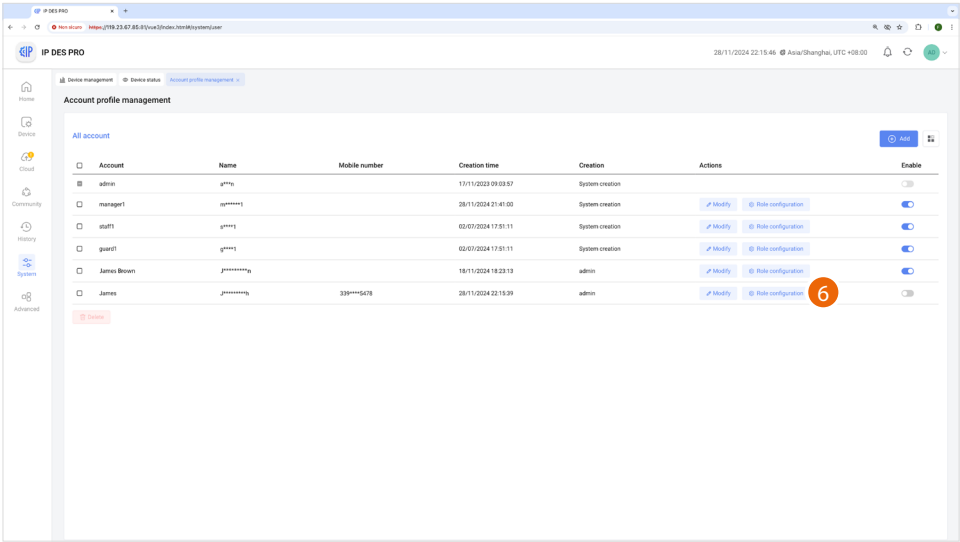 IP DES PRO
Not secure https://119.23.67.85:81/vue3/index.html#/system/user
IP DES PRO
28/11/2024 22:15:46 Asia/Shanghai, UTC +08:00
AD
Device management Device status Account profile management ×
Account profile management
Home
Device
Cloud
Community
History
System
Advanced
All account
Add
Account Name Mobile number Creation time Creation Actions Enable
admin a***n 17/11/2023 09:03:57 System creation
manager1 m******1 28/11/2024 21:41:00 System creation Modify Role configuration
staff1 s****1 02/07/2024 17:51:11 System creation Modify Role configuration
guard1 g****1 02/07/2024 17:51:11 System creation Modify Role configuration
James Brown J*********n 18/11/2024 18:23:13 admin Modify Role configuration
James J********h 339****5478 28/11/2024 22:15:39 admin Modify Role configuration 6
Delete